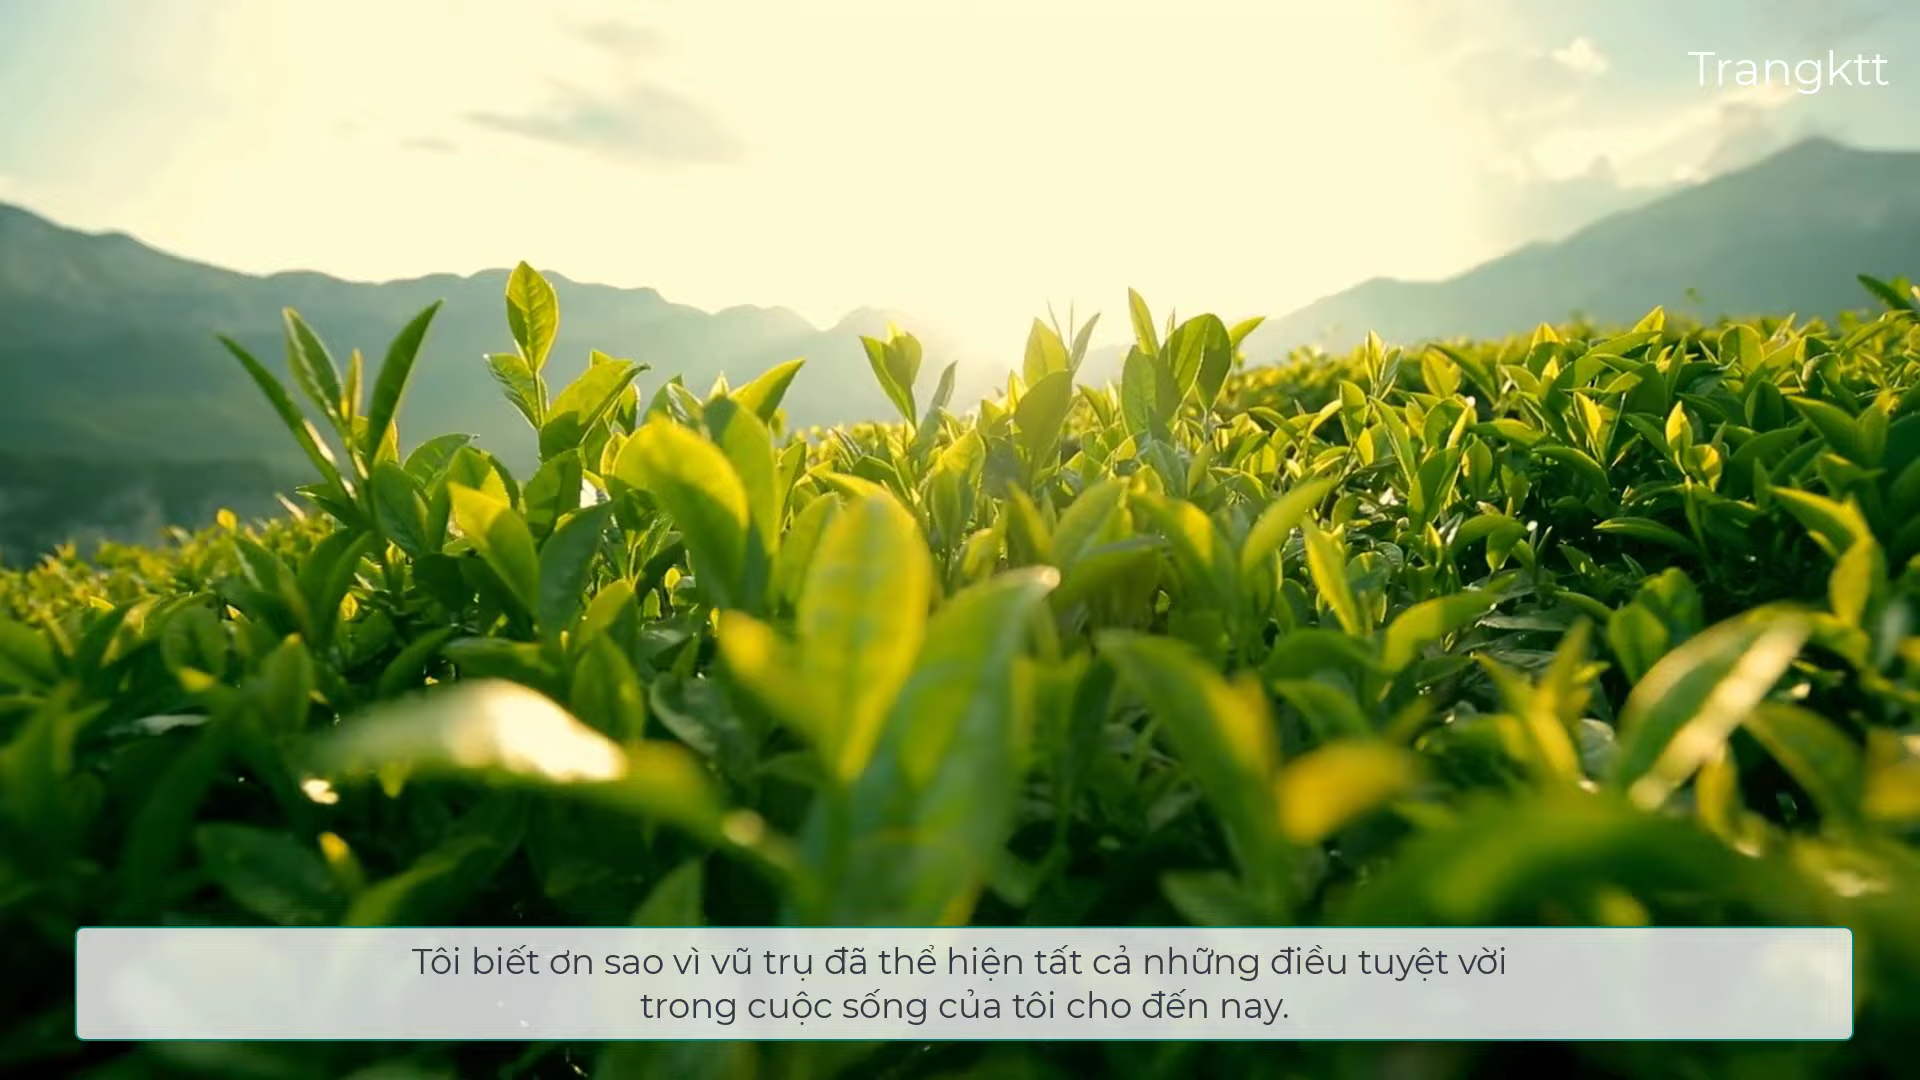 Trangktt
Tôi biết ơn sao vì vũ trụ đã thể hiện tất cả những điều tuyệt vời
trong cuộc sống của tôi cho đến nay.